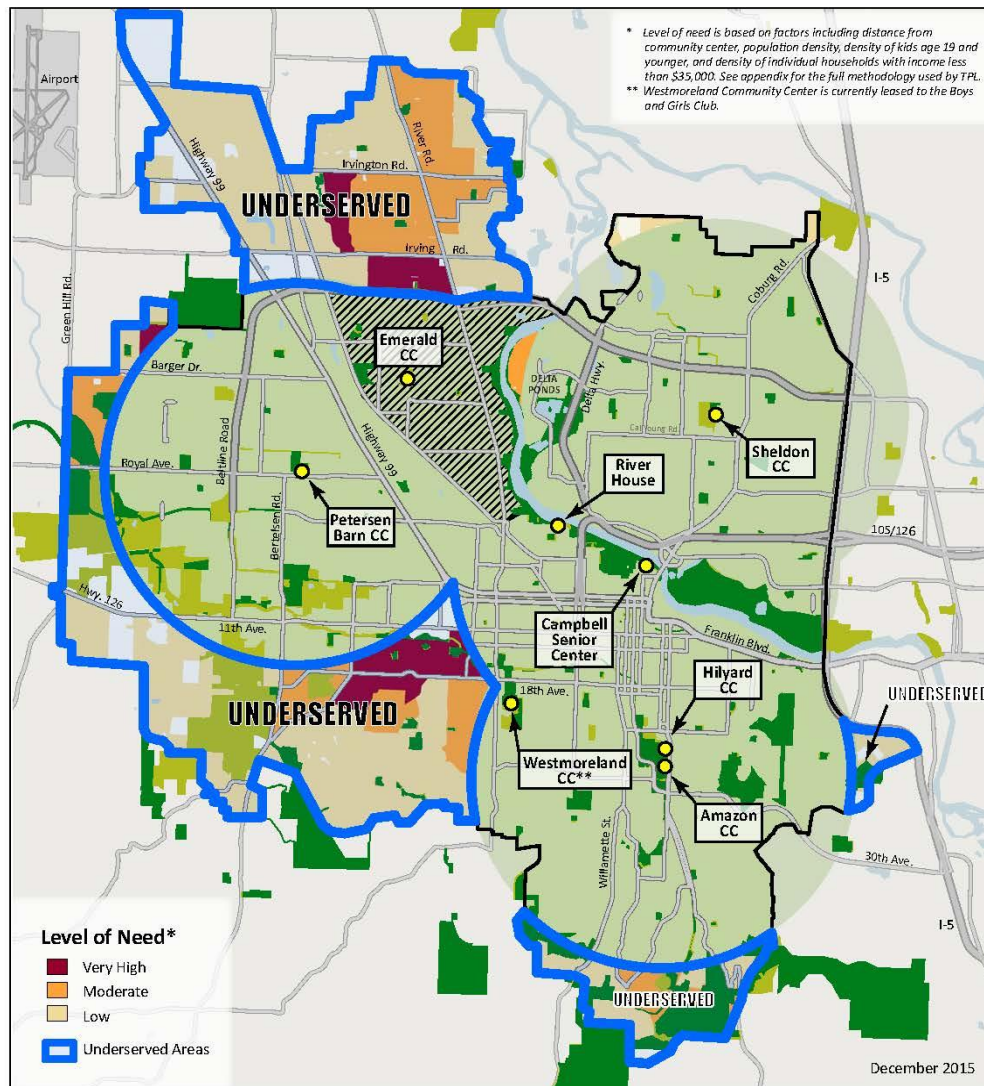 * Level of need is based on factors including distance from
community center, population density, density of kids age 19 and
younger, and density of individual households with income less
than $35,000. See appendix for the full methodology used by TPL.
** Westmoreland Community Center is currently leased to the Boys
and Girls Club.
Airport
Highway 99
River Rd.
Irvington Rd.
UNDERSERVED
Irving Rd.
Green Hill Rd.
Coburg Rd.
I-5
Emerald
CC
Barger Dr.
DELTA
PONDS
Delta Hwy.
Beltline Road
Highway 99
Cal Young Rd.
Sheldon
CC
Royal Ave.
River
House
Bertelsen Rd.
Petersen
Barn CC
105/126
Hwy. 126
11th Ave.
Campbell
Senior
Center
Franklin Blvd.
Hilyard
CC
18th Ave.
UNDERSERVED
UNDERSERVED
Westmoreland
CC**
Amazon
CC
Willamette St.
30th Ave.
I-5
Level of Need*
Very High
Moderate
Low
Underserved Areas
UNDERSERVED
December 2015